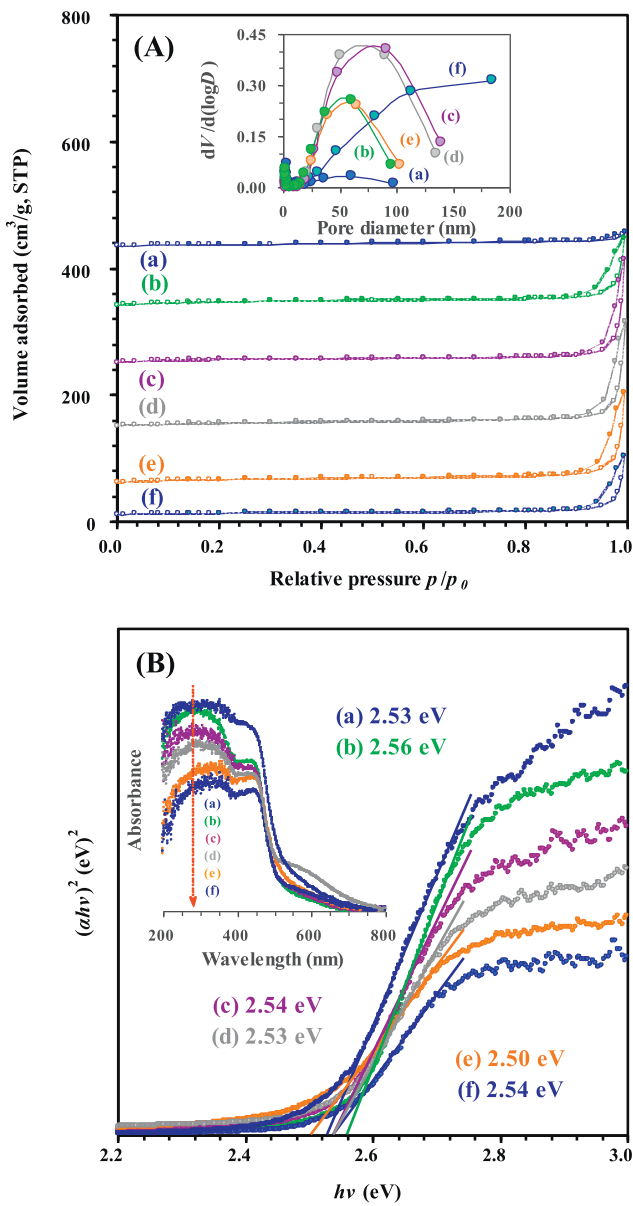 (A)
800
600
400
200
0
Volume adsorbed (cm³/g, STP)
0.45
0.30
0.15
0.00
dV/d(logD)
(f)
(c)
(e)
(b)
(d)
(a)
0 50 100 150 200
Pore diameter (nm)
(a)
(b)
(c)
(d)
(e)
(f)
0.0 0.2 0.4 0.6 0.8 1.0
Relative pressure p/p₀
(B)
(a) 2.53 eV
(b) 2.56 eV
Absorbance
(a)
(b)
(c)
(d)
(e)
(f)
200 400 600 800
Wavelength (nm)
(αhν)² (eV)²
(c) 2.54 eV
(d) 2.53 eV
(e) 2.50 eV
(f) 2.54 eV
2.2 2.4 2.6 2.8 3.0
hν (eV)